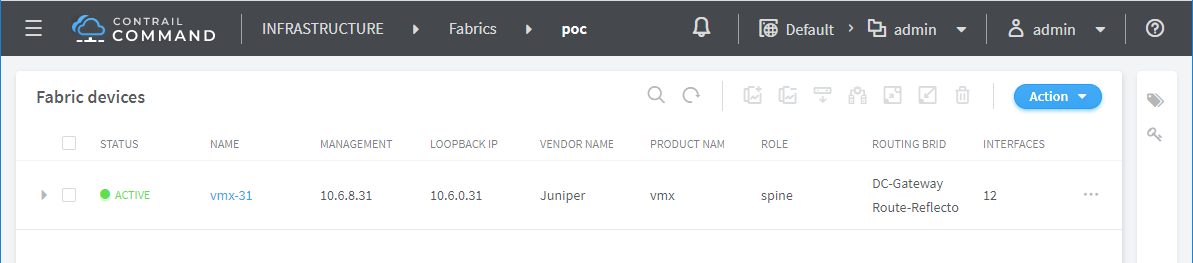 CONTRAIL COMMAND INFRASTRUCTURE Fabrics poc Default admin admin
Fabric devices Action
STATUS NAME MANAGEMENT LOOPBACK IP VENDOR NAME PRODUCT NAM ROLE ROUTING BRID INTERFACES
ACTIVE vmx-31 10.6.8.31 10.6.0.31 Juniper vmx spine DC-Gateway 12
Route-Reflecto